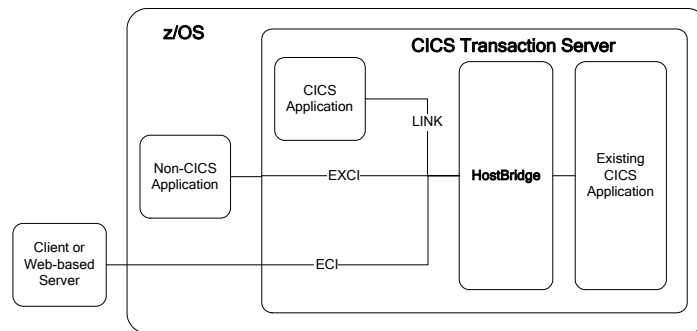 z/OS
CICS Transaction Server
CICS
Application
LINK
Non-CICS
Application
EXCI
HostBridge
Existing
CICS
Application
Client or
Web-based
Server
ECI